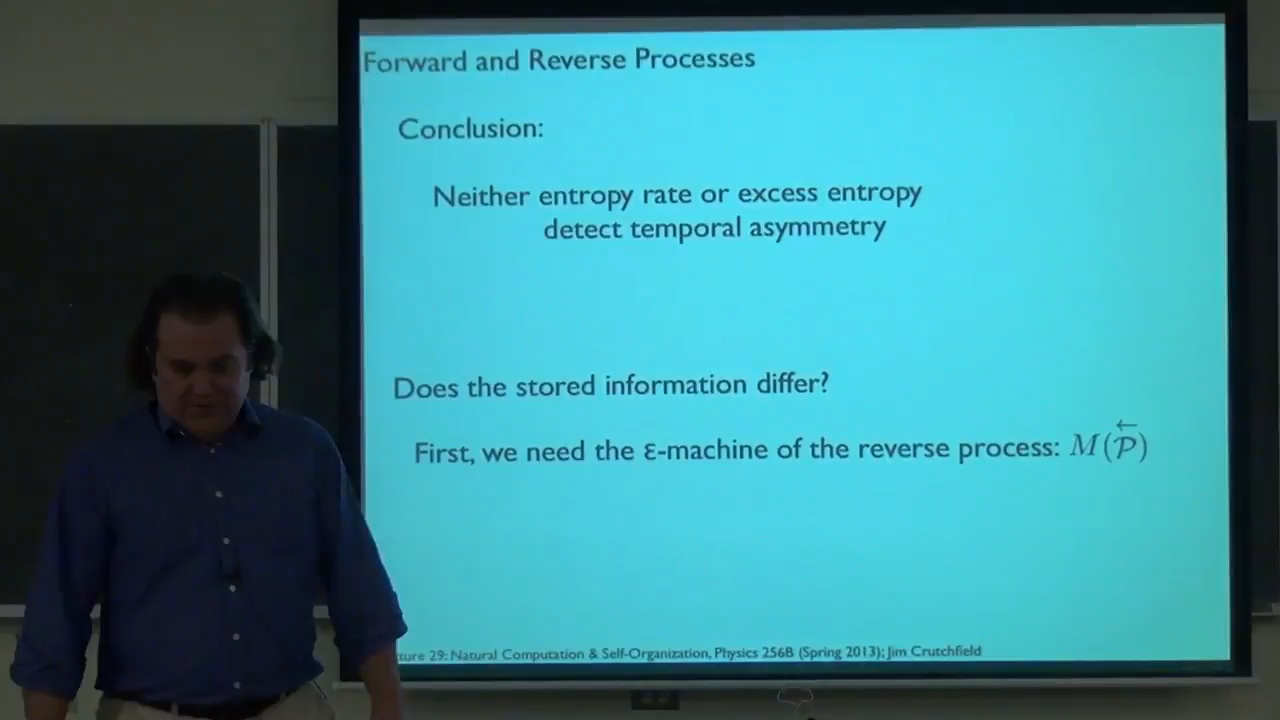 Forward and Reverse Processes
Conclusion:
Neither entropy rate or excess entropy
detect temporal asymmetry
Does the stored information differ?
First, we need the ε-machine of the reverse process: M(𝒫⃖)
29: Natural Computation & Self-Organization, Physics 256B (Spring 2013); Jim Crutchfield